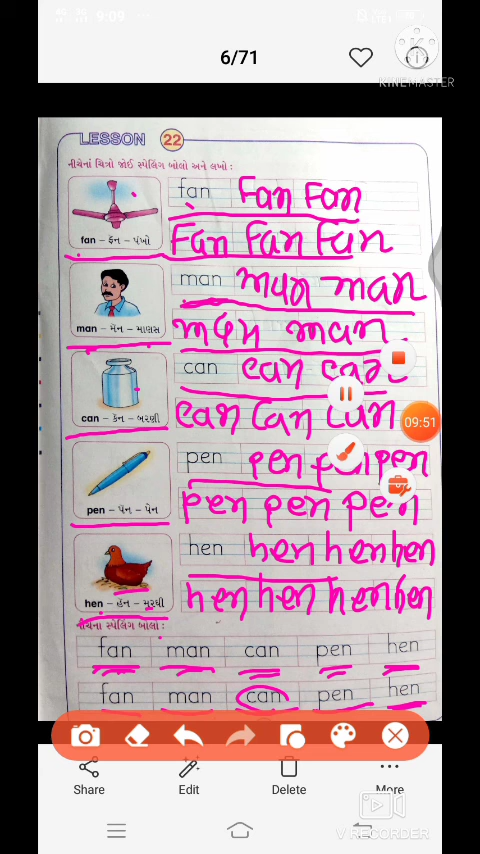 9:09
6/71
KINEMASTER
LESSON 22
નીચેનાં ચિત્રો જોઈ સ્પેલિંગ બોલો અને લખો :
fan Fan Fan
Fan Fan Fan
fan – ફૅન – પંખો
man man man
man man
man – મૅન – માણસ
can can can
can can can
can – કૅન – બરણી
09:51
pen pen pen pen
pen pen pen
pen – પૅન – પેન
hen hen hen hen
hen hen hen hen
hen – હૅન – મરઘી
નીચેના સ્પેલિંગ બોલો :
fan man can pen hen
fan man can pen hen
Share Edit Delete More
V RECORDER